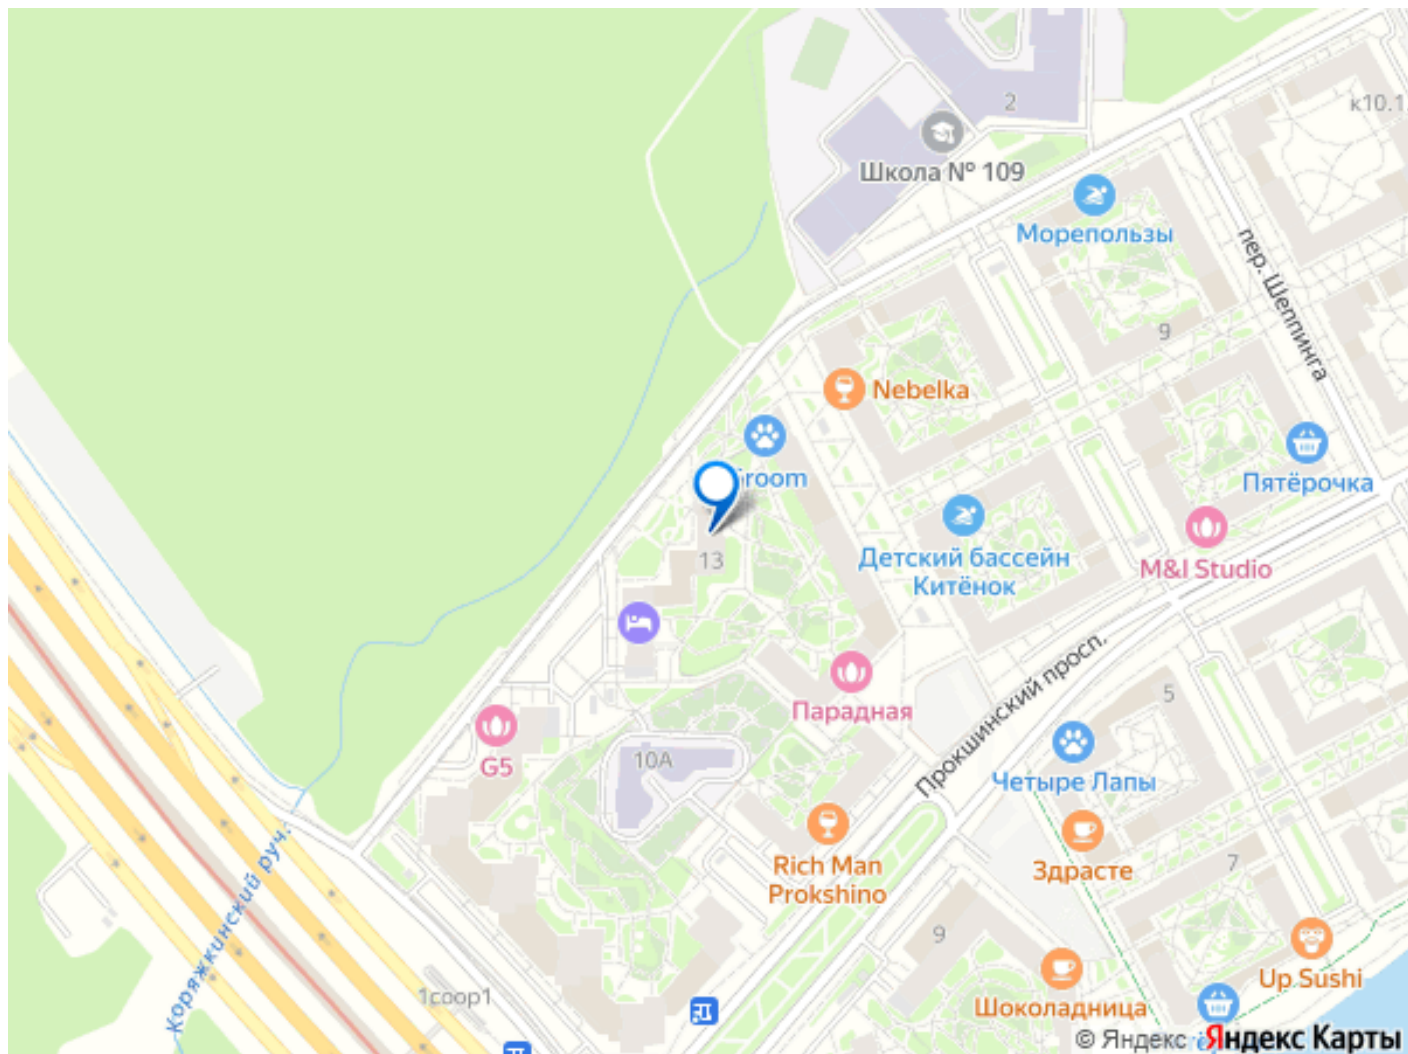 2
к10.1
Школа № 109
Морепользы
пер. Шеппинга
9
Nebelka
room
Пятёрочка
Детский бассейн
Китёнок
M&I Studio
13
Прокшинский просп.
5
Парадная
G5
10А
Четыре Лапы
Rich Man
Prokshino
Здрасте
7
Коряжкинский руч.
9
Up Sushi
1соор1
Шоколадница
© Яндекс Яндекс Карты